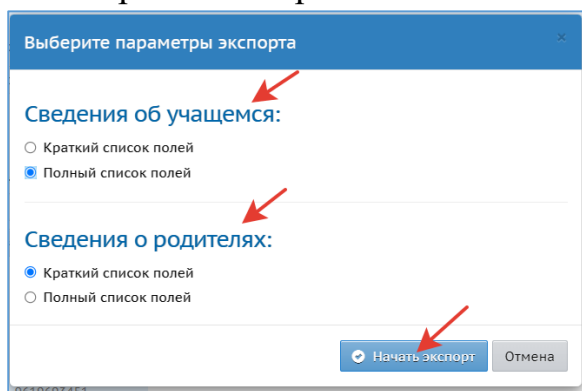 Выберите параметры экспорта ×
Сведения об учащемся:
Краткий список полей
Полный список полей
Сведения о родителях:
Краткий список полей
Полный список полей
Начать экспорт Отмена